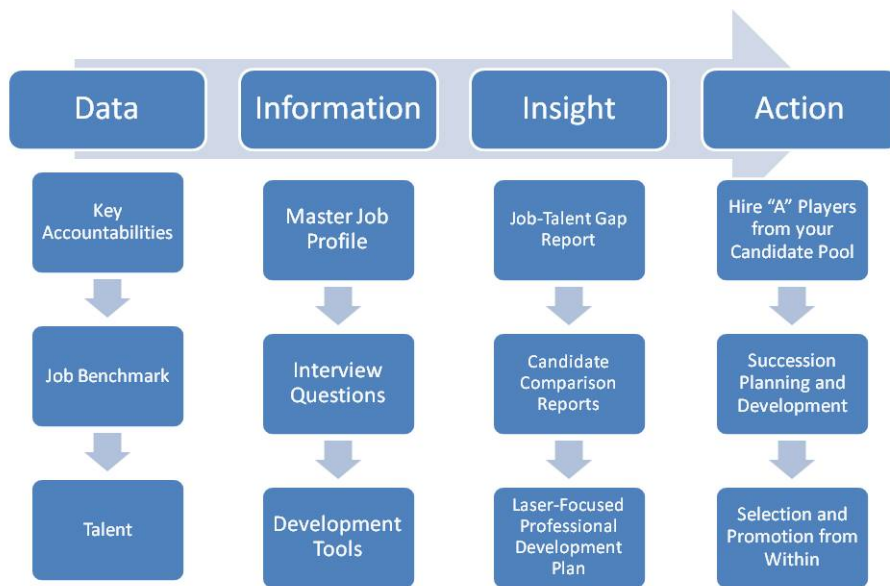 Data
Information
Insight
Action
Key
Accountabilities
Job Benchmark
Talent
Master Job
Profile
Interview
Questions
Development
Tools
Job-Talent Gap
Report
Candidate
Comparison
Reports
Laser-Focused
Professional
Development
Plan
Hire “A” Players
from your
Candidate Pool
Succession
Planning and
Development
Selection and
Promotion from
Within